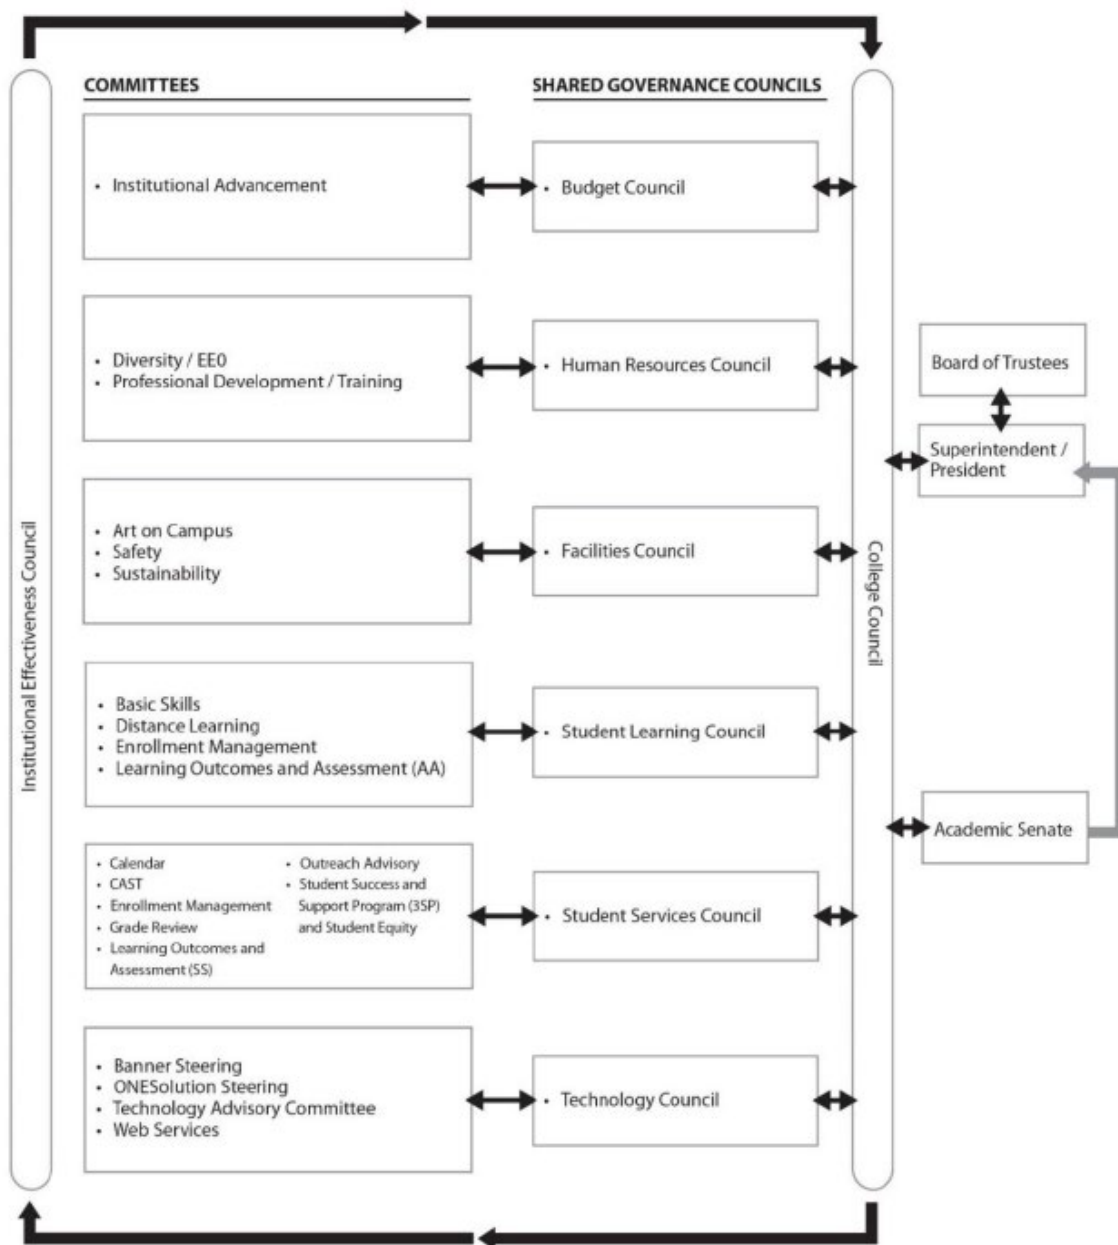 COMMITTEES
SHARED GOVERNANCE COUNCILS
Institutional Effectiveness Council
• Institutional Advancement
• Budget Council
• Diversity / EEO
• Professional Development / Training
• Human Resources Council
• Art on Campus
• Safety
• Sustainability
• Facilities Council
• Basic Skills
• Distance Learning
• Enrollment Management
• Learning Outcomes and Assessment (AA)
• Student Learning Council
• Calendar
• CAST
• Enrollment Management
• Grade Review
• Learning Outcomes and
Assessment (SS)
• Outreach Advisory
• Student Success and
Support Program (3SP)
and Student Equity
• Student Services Council
• Banner Steering
• ONESolution Steering
• Technology Advisory Committee
• Web Services
• Technology Council
College Council
Board of Trustees
Superintendent /
President
Academic Senate